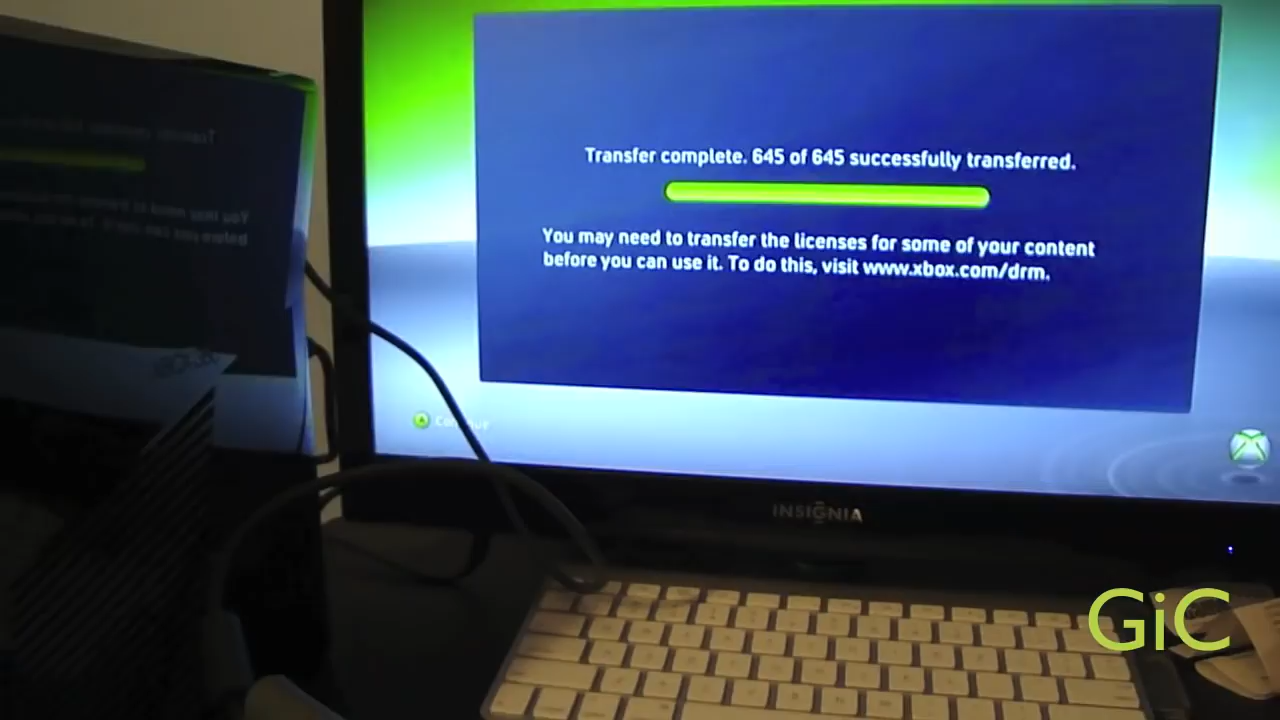 Transfer complete. 645 of 645 successfully transferred.
You may need to transfer the licenses for some of your content
before you can use it. To do this, visit www.xbox.com/drm.
INSIGNIA
GiC